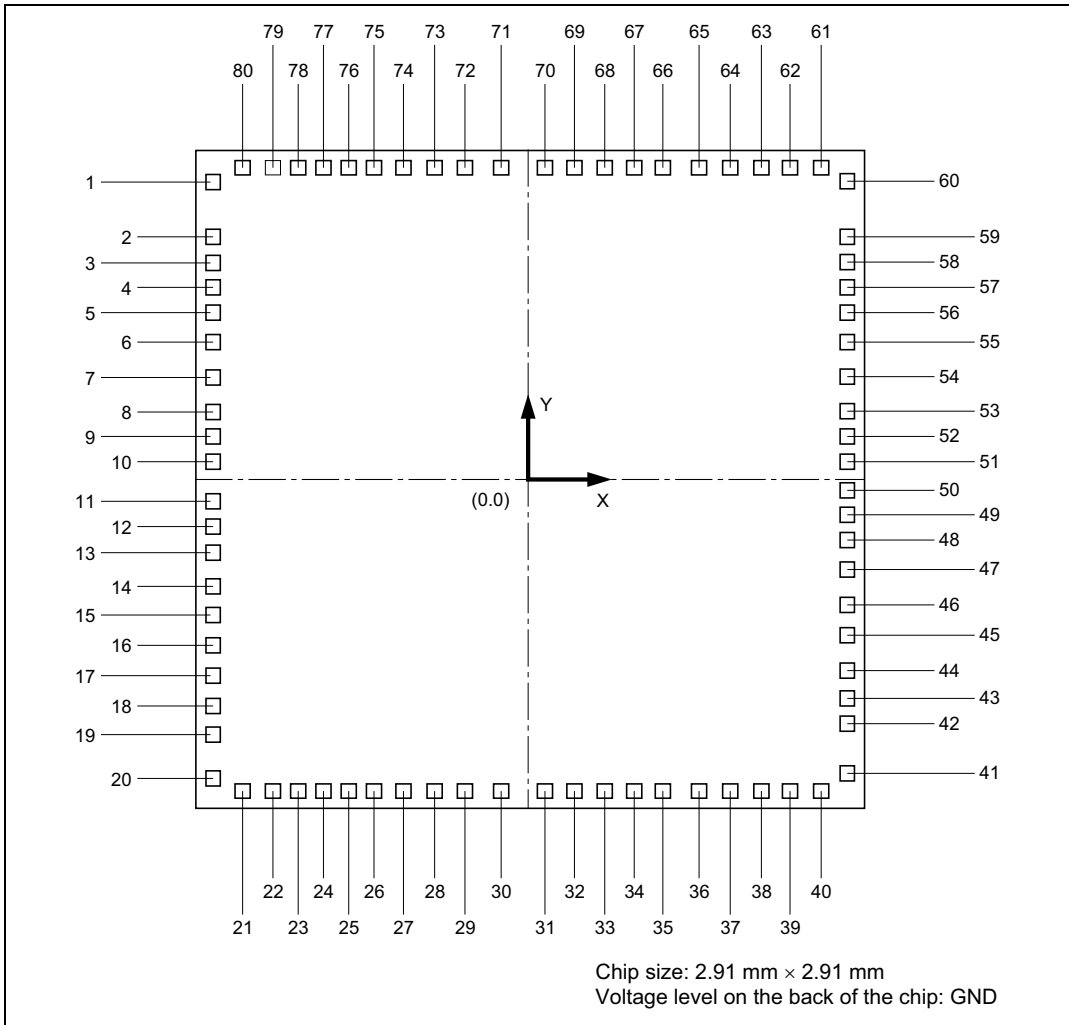 79 77 75 73 71 69 67 65 63 61
80 78 76 74 72 70 68 66 64 62
1 60
2 59
3 58
4 57
5 56
6 55
7 54
8 53
9 52
10 51
Y
(0.0) X
11 50
12 49
13 48
14 47
15 46
16 45
17 44
18 43
19 42
20 41
22 24 26 28 30 32 34 36 38 40
21 23 25 27 29 31 33 35 37 39
Chip size: 2.91 mm × 2.91 mm
Voltage level on the back of the chip: GND